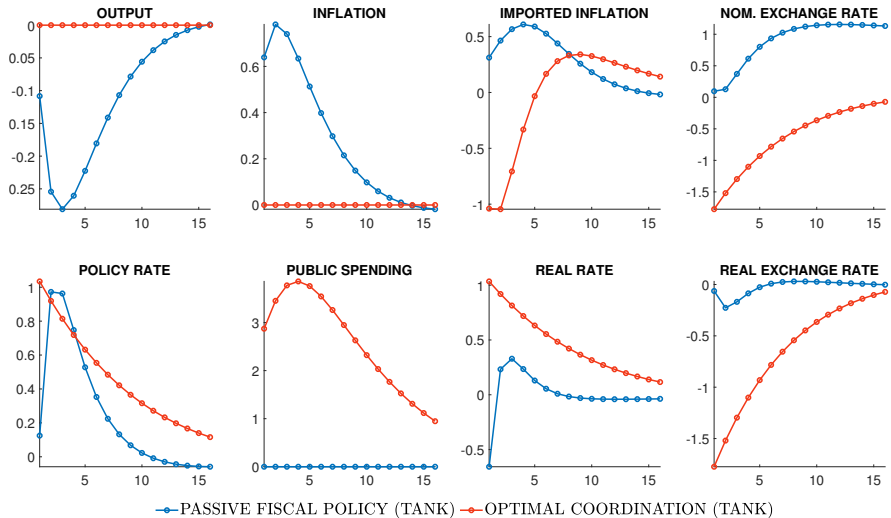 OUTPUT
0
0.05
-0.1
0.15
-0.2
0.25
5 10 15
INFLATION
0.6
0.4
0.2
0
5 10 15
IMPORTED INFLATION
0.5
0
-0.5
-1
5 10 15
NOM. EXCHANGE RATE
1
0.5
0
-0.5
-1
-1.5
5 10 15
POLICY RATE
1
0.8
0.6
0.4
0.2
0
5 10 15
PUBLIC SPENDING
3
2
1
0
5 10 15
REAL RATE
1
0.5
0
-0.5
5 10 15
REAL EXCHANGE RATE
0
-0.5
-1
-1.5
5 10 15
PASSIVE FISCAL POLICY (TANK) OPTIMAL COORDINATION (TANK)